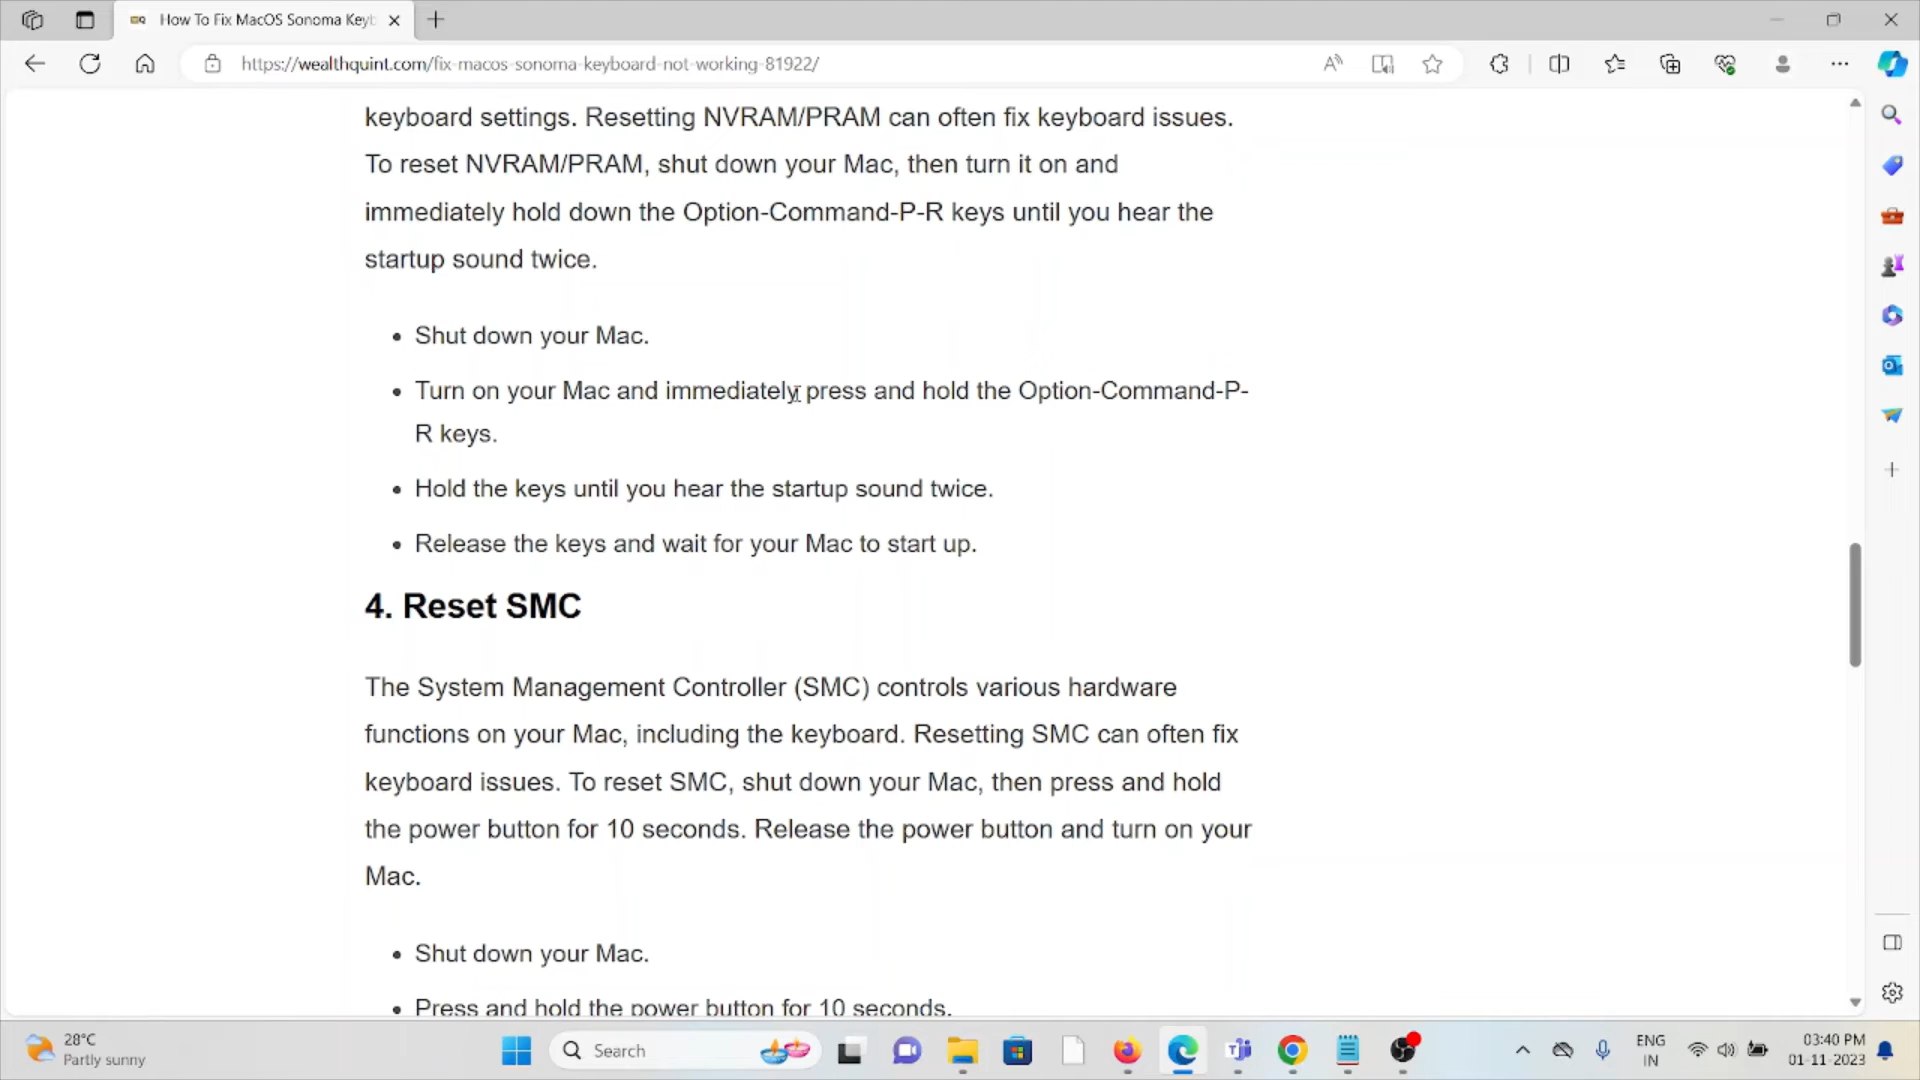 How To Fix MacOS Sonoma Keyb
https://wealthquint.com/fix-macos-sonoma-keyboard-not-working-81922/
keyboard settings. Resetting NVRAM/PRAM can often fix keyboard issues.
To reset NVRAM/PRAM, shut down your Mac, then turn it on and
immediately hold down the Option-Command-P-R keys until you hear the
startup sound twice.
• Shut down your Mac.
• Turn on your Mac and immediately press and hold the Option-Command-P-
R keys.
• Hold the keys until you hear the startup sound twice.
• Release the keys and wait for your Mac to start up.
4. Reset SMC
The System Management Controller (SMC) controls various hardware
functions on your Mac, including the keyboard. Resetting SMC can often fix
keyboard issues. To reset SMC, shut down your Mac, then press and hold
the power button for 10 seconds. Release the power button and turn on your
Mac.
• Shut down your Mac.
• Press and hold the power button for 10 seconds.
28°C
Partly sunny
Search
ENG
IN
03:40 PM
01-11-2023